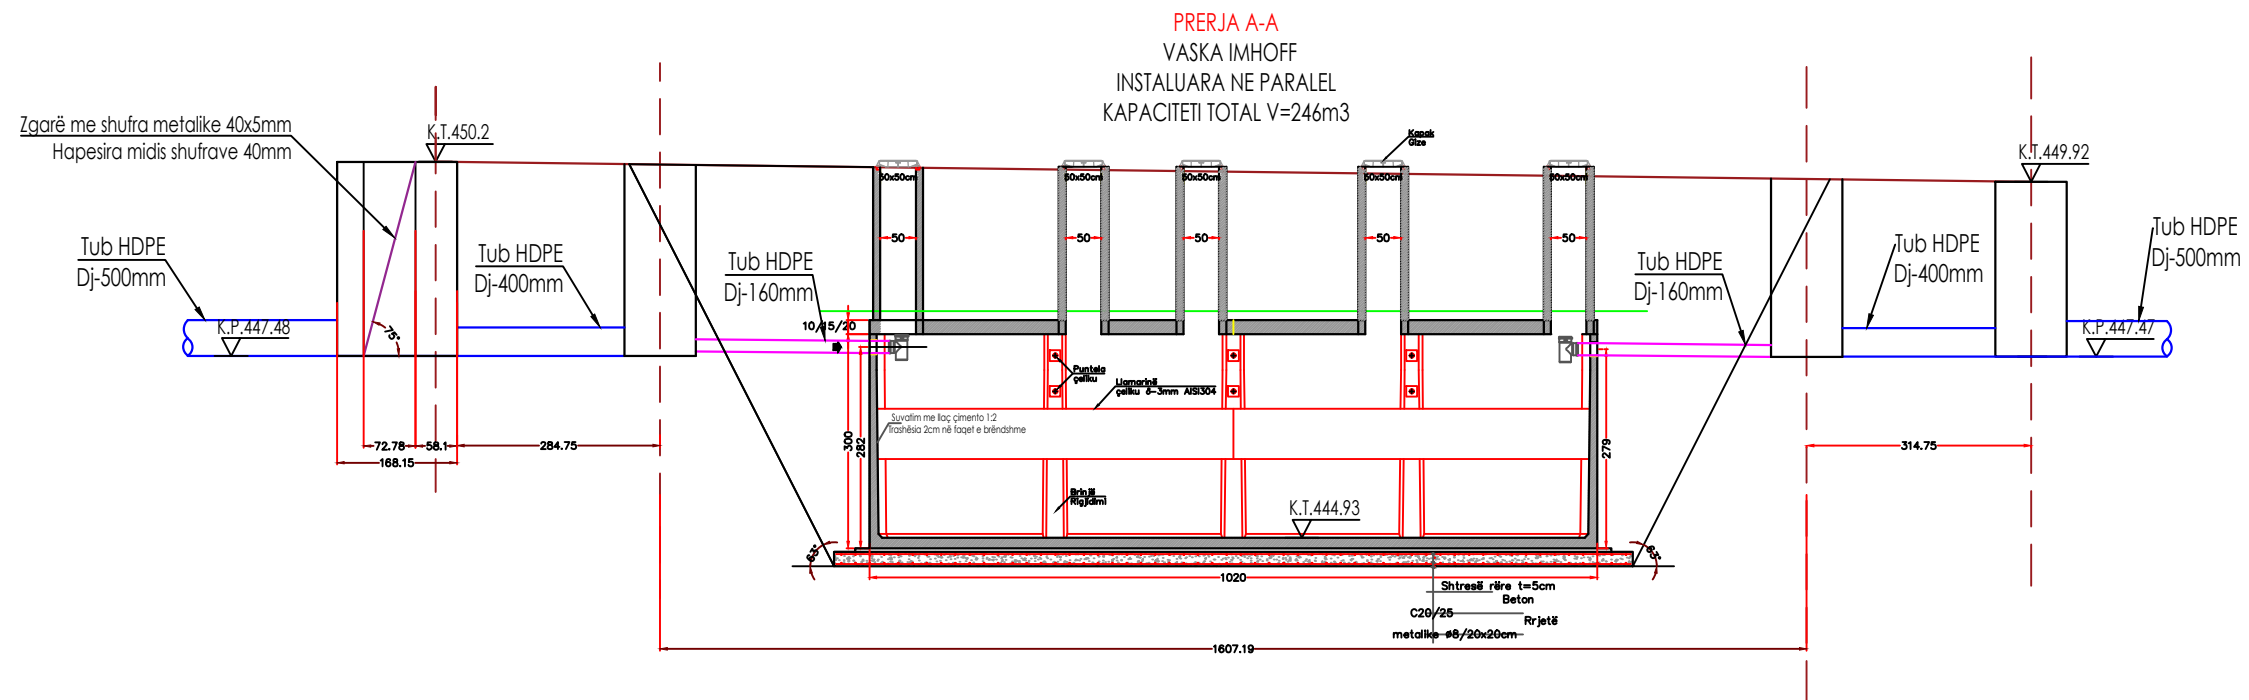 PRERJA A-A
VASKA IMHOFF
INSTALUARA NE PARALEL
KAPACITETI TOTAL V=246m3
Zgarë me shufra metalike 40x5mm
Hapesira midis shufrave 40mm
K.T.450.2
Kapak
Gize
K.T.449.92
50x50cm
50x50cm
50x50cm
50x50cm
50x50cm
Tub HDPE
Dj-500mm
Tub HDPE
Dj-400mm
Tub HDPE
Dj-160mm
50
50
50
50
50
Tub HDPE
Dj-160mm
Tub HDPE
Dj-400mm
Tub HDPE
Dj-500mm
K.P.447.48
75°
10/15/20
K.P.447.47
Puntela
çeliku
Llamarinë
çeliku δ-3mm AISI304
Suvatim me llaç çimento 1:2
Trashësia 2cm në faqet e brëndshme
72.78
58.1
284.75
168.15
300
282
279
314.75
Brinjë
Rigjidimi
K.T.444.93
63°
63°
1020
Shtresë rëre t=5cm
Beton
C20/25
Rrjetë
metalike ø8/20x20cm
1607.19